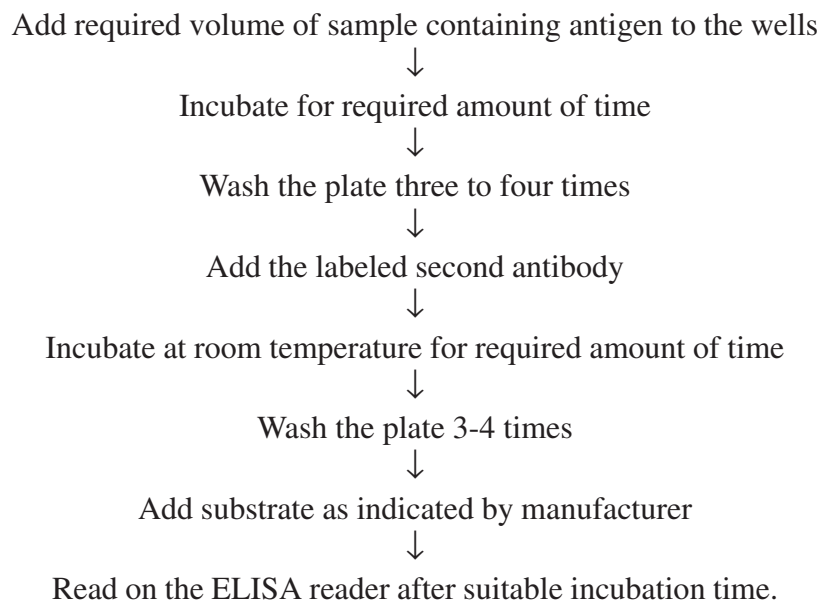 Add required volume of sample containing antigen to the wells
↓
Incubate for required amount of time
↓
Wash the plate three to four times
↓
Add the labeled second antibody
↓
Incubate at room temperature for required amount of time
↓
Wash the plate 3-4 times
↓
Add substrate as indicated by manufacturer
↓
Read on the ELISA reader after suitable incubation time.